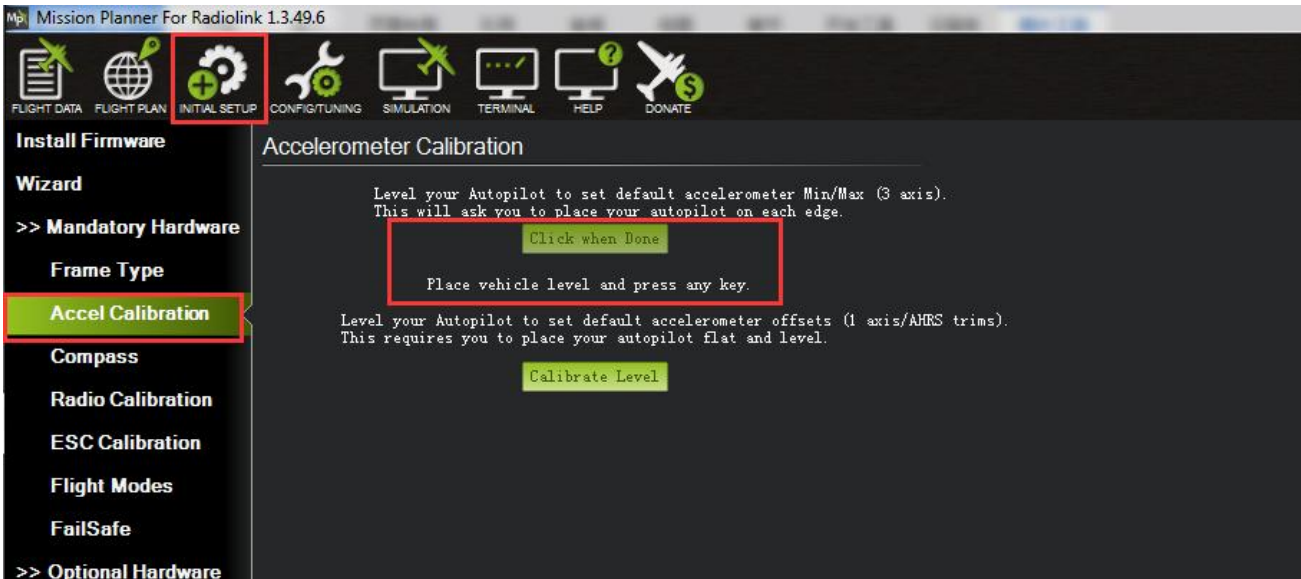 Mission Planner For Radiolink 1.3.49.6
FLIGHT DATA FLIGHT PLAN INITIAL SETUP CONFIG/TUNING SIMULATION TERMINAL HELP DONATE
Install Firmware
Accelerometer Calibration
Wizard
Level your Autopilot to set default accelerometer Min/Max (3 axis).
This will ask you to place your autopilot on each edge.
>> Mandatory Hardware
Click when Done
Frame Type
Place vehicle level and press any key.
Accel Calibration
Level your Autopilot to set default accelerometer offsets (1 axis/AHRS trims).
This requires you to place your autopilot flat and level.
Compass
Calibrate Level
Radio Calibration
ESC Calibration
Flight Modes
FailSafe
>> Optional Hardware